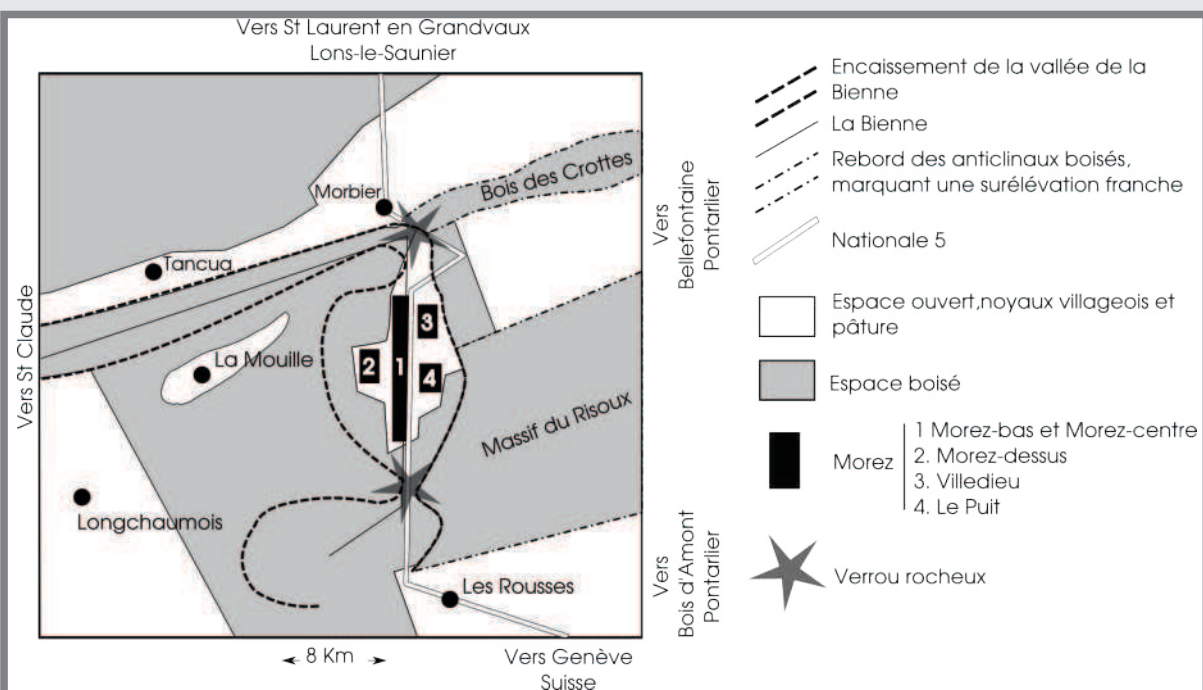 Vers St Laurent en Grandvaux
Lons-le-Saunier
Morbier
Bois des Crottes
Tancua
La Mouille
3
2
1
4
Massif du Risoux
Longchaumois
Les Rousses
Vers St Claude
Vers
Bellefontaine
Pontarlier
Vers
Bois d'Amont
Pontarlier
8 Km
Vers Genève
Suisse
Encaissement de la vallée de la
Bienne
La Bienne
Rebord des anticlinaux boisés,
marquant une surélévation franche
Nationale 5
Espace ouvert,noyaux villageois et
pâture
Espace boisé
Morez
1 Morez-bas et Morez-centre
2. Morez-dessus
3. Villedieu
4. Le Puit
Verrou rocheux